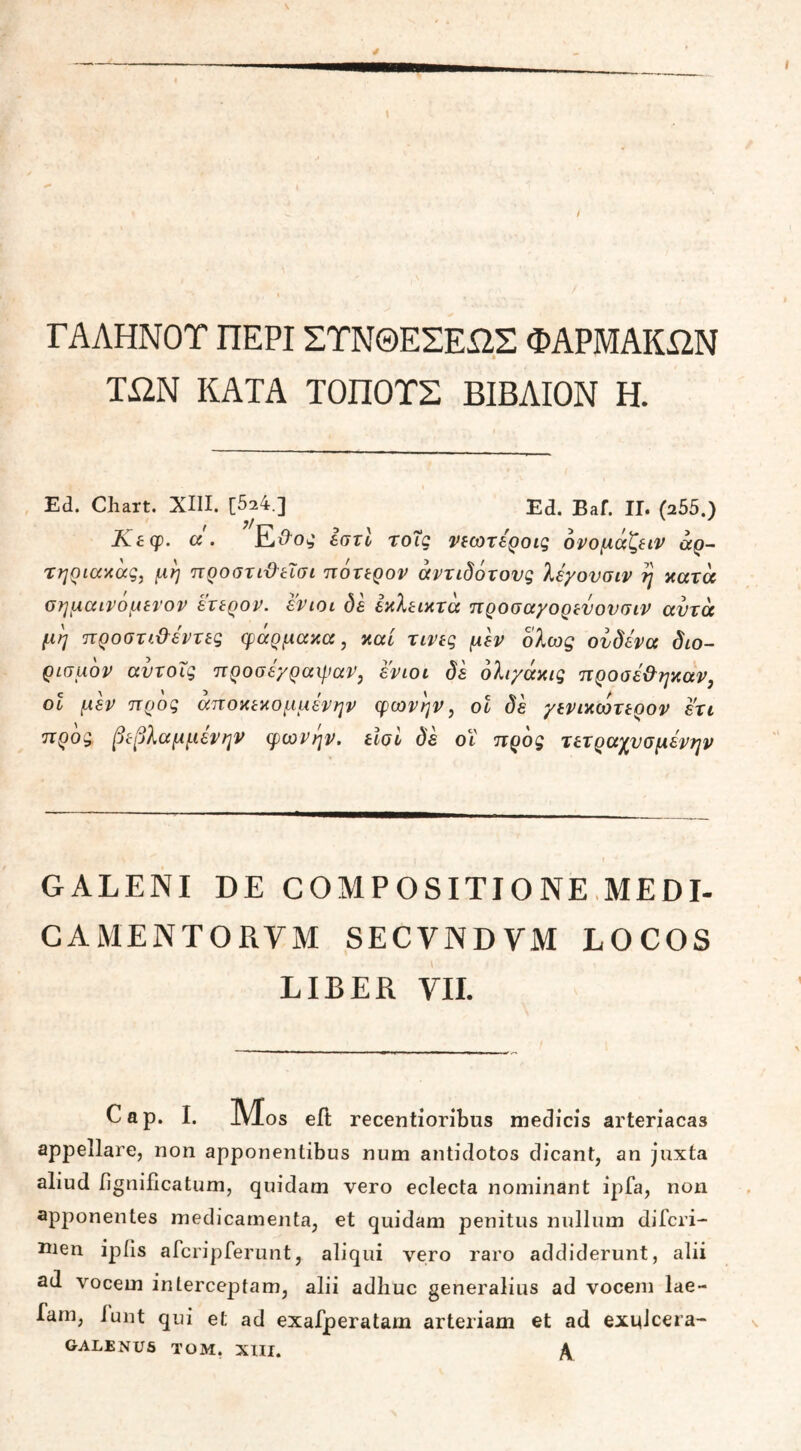 ΓΑΛΗΝΟΥ ΠΕΡΙ ΣΥΝΘΕΣΕΩΣ ΦΑΡΜΑΚΩΝ
ΤΩΝ ΚΑΤΑ ΤΟΠΟΥΣ ΒΙΒΛΙΟΝ Η.
Ed. Chart. XIII. [524.] Ed. Baf. II. (255.)
Κεφ. α΄. Ἔθος ἐστὶ τοῖς νεωτέροις ὀνομάζειν ἀρ-
τηριακὰς, μὴ προστιθεῖσι πότερον ἀντιδότους λέγουσιν ἢ κατὰ
σημαινόμενον ἕτερον. ἔνιοι δὲ ἐκλεικτὰ προσαγορεύουσιν αὐτὰ
μὴ προστιθέντες φάρμακα, καί τινες μὲν ὅλως οὐδένα διο-
ρισμὸν αὐτοῖς προσέγραψαν, ἔνιοι δὲ ὀλιγάκις προσέθηκαν,
οἱ μὲν πρὸς ἀποκεκομμένην φωνὴν, οἱ δὲ γενικώτερον ἔτι
πρὸς βεβλαμμένην φωνήν. εἰσὶ δὲ οἳ πρὸς τετραχυσμένην
GALENI DE COMPOSITIONE MEDI-
CAMENTORVM SECVNDVM LOCOS
LIBER VII.
Cap. I. Mos eſt recentioribus medicis arteriacas
appellare, non apponentibus num antidotos dicant, an juxta
aliud ſignificatum, quidam vero eclecta nominant ipſa, non
apponentes medicamenta, et quidam penitus nullum diſcri-
men ipſis aſcripſerunt, aliqui vero raro addiderunt, alii
ad vocem interceptam, alii adhuc generalius ad vocem lae-
ſam, ſunt qui et ad exaſperatam arteriam et ad exulcera-
GALENUS TOM. XIII. A